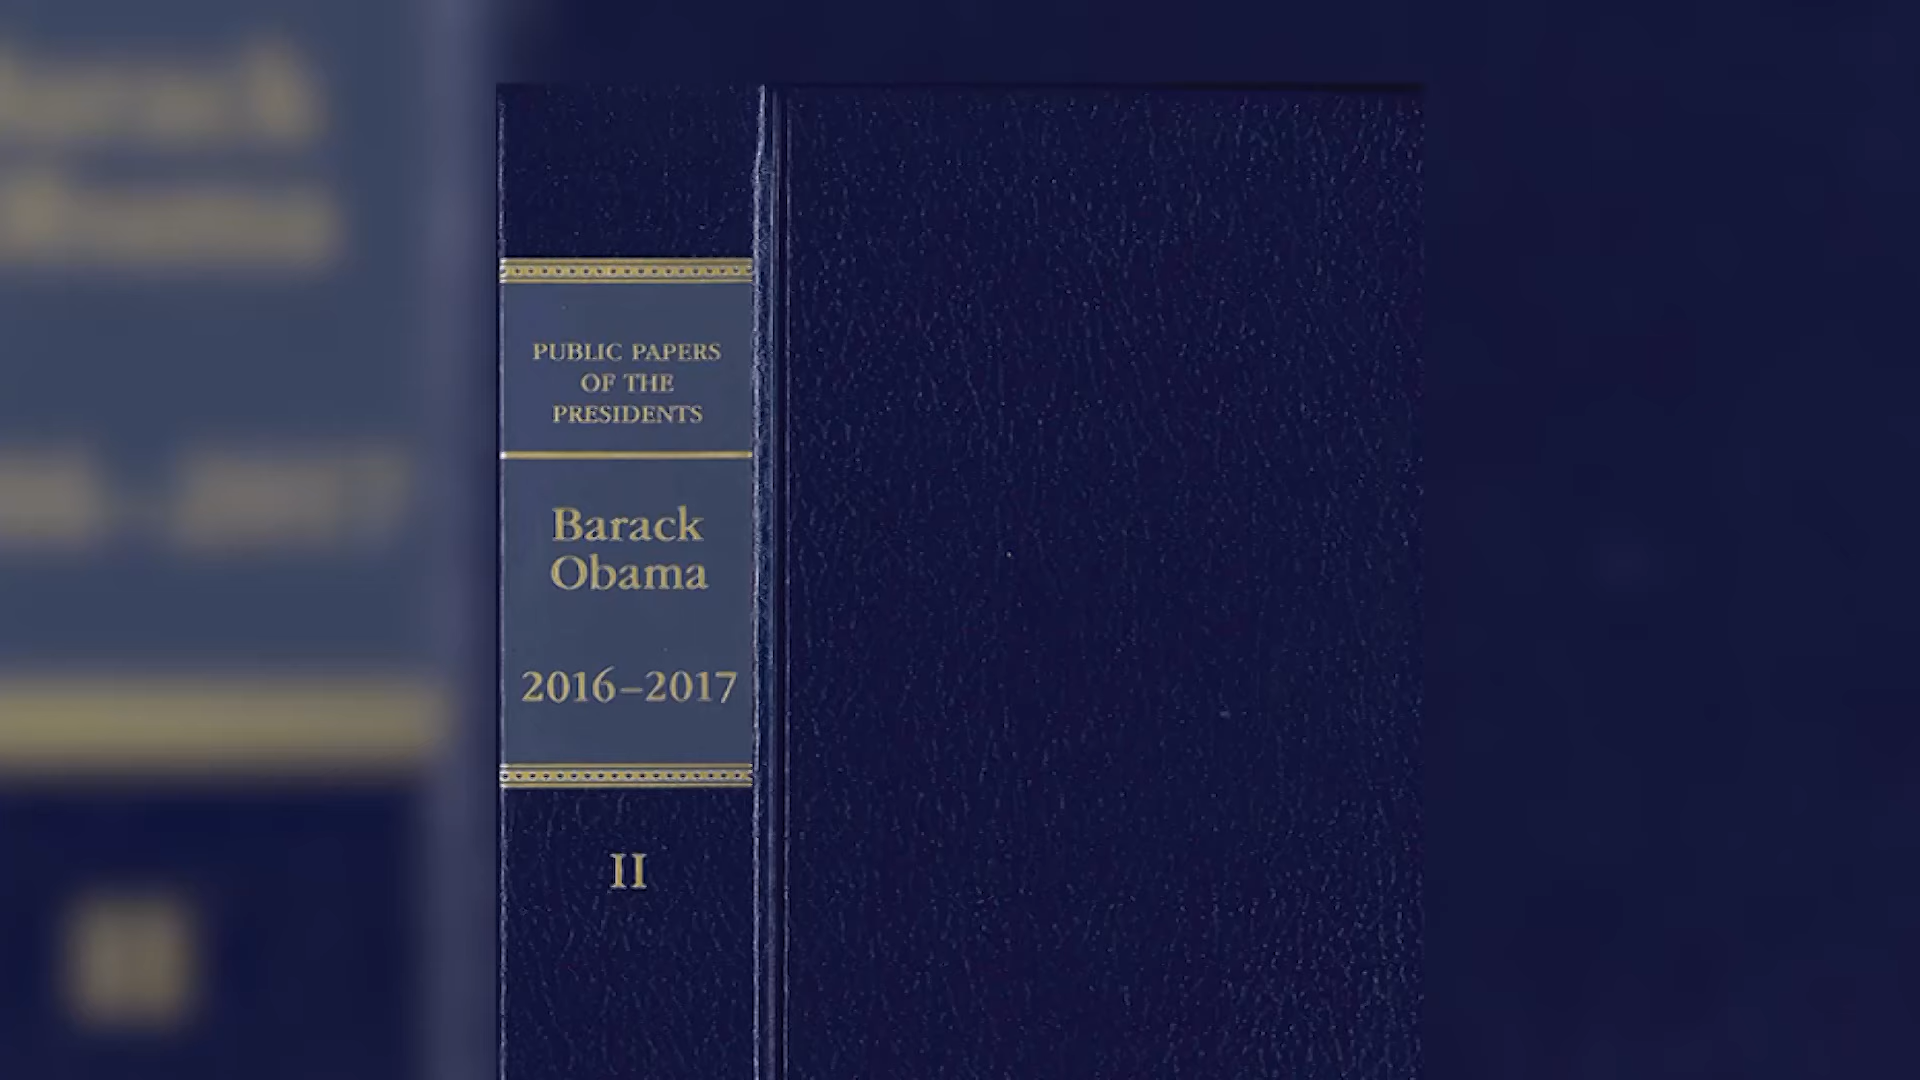 PUBLIC PAPERS
OF THE
PRESIDENTS
Barack
Obama
2016–2017
II